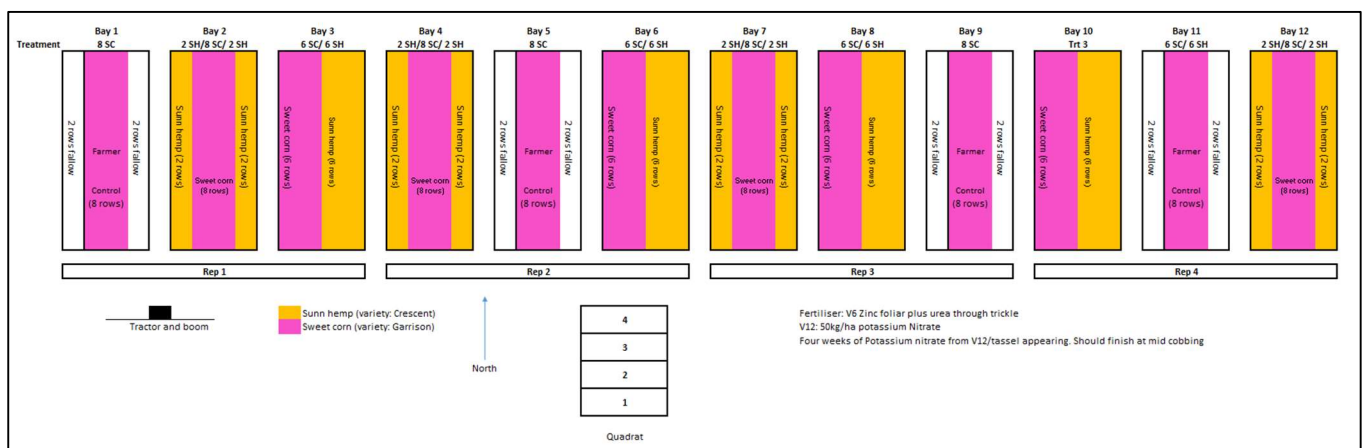 Bay 1 Bay 2 Bay 3 Bay 4 Bay 5 Bay 6 Bay 7 Bay 8 Bay 9 Bay 10 Bay 11 Bay 12
Treatment 8 SC 2 SH/8 SC/ 2 SH 6 SC/ 6 SH 2 SH/8 SC/ 2 SH 8 SC 6 SC/ 6 SH 2 SH/8 SC/ 2 SH 6 SC/ 6 SH 8 SC Trt 3 6 SC/ 6 SH 2 SH/8 SC/ 2 SH
2 rows fallow
Farmer
Control
(8 rows)
2 rows fallow
Sunn hemp (2 rows)
Sweet corn
(8 rows)
Sunn hemp (2 rows)
Sweet corn (6 rows)
Sunn hemp (6 rows)
Sunn hemp (2 rows)
Sweet corn
(8 rows)
Sunn hemp (2 rows)
2 rows fallow
Farmer
Control
(8 rows)
2 rows fallow
Sweet corn (6 rows)
Sunn hemp (6 rows)
Sunn hemp (2 rows)
Sweet corn
(8 rows)
Sunn hemp (2 rows)
Sweet corn (6 rows)
Sunn hemp (6 rows)
2 rows fallow
Farmer
Control
(8 rows)
2 rows fallow
Sweet corn (6 rows)
Sunn hemp (6 rows)
2 rows fallow
Farmer
Control
(8 rows)
2 rows fallow
Sunn hemp (2 rows)
Sweet corn
(8 rows)
Sunn hemp (2 rows)
Rep 1 Rep 2 Rep 3 Rep 4
Tractor and boom
Sunn hemp (variety: Crescent)
Sweet corn (variety: Garrison)
North
4
3
2
1
Quadrat
Fertiliser: V6 Zinc foliar plus urea through trickle
V12: 50kg/ha potassium Nitrate
Four weeks of Potassium nitrate from V12/tassel appearing. Should finish at mid cobbing